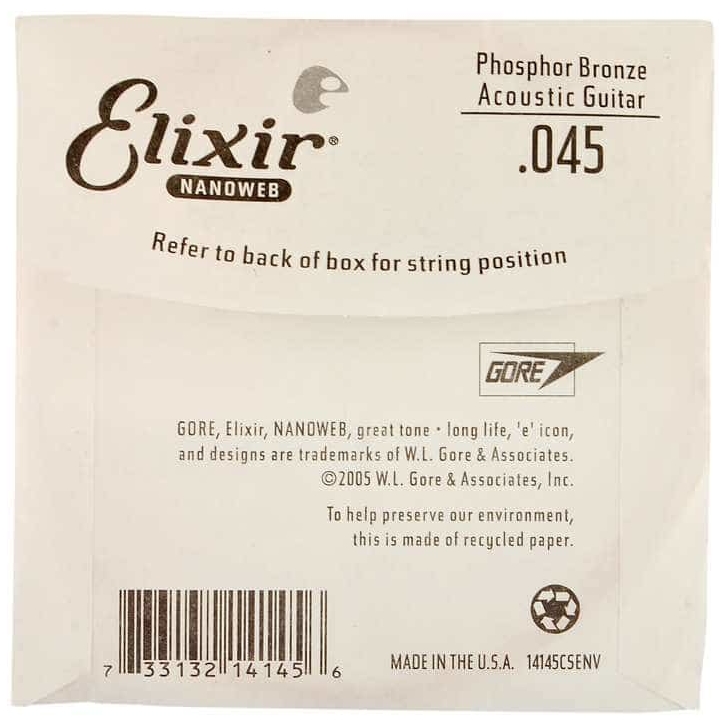 Elixir®
NANOWEB
Phosphor Bronze
Acoustic Guitar
.045
Refer to back of box for string position
GORE
GORE, Elixir, NANOWEB, great tone • long life, 'e' icon,
and designs are trademarks of W.L. Gore & Associates.
©2005 W.L. Gore & Associates, Inc.
To help preserve our environment,
this is made of recycled paper.
7 33132 14145 6
MADE IN THE U.S.A. 14145CSENV